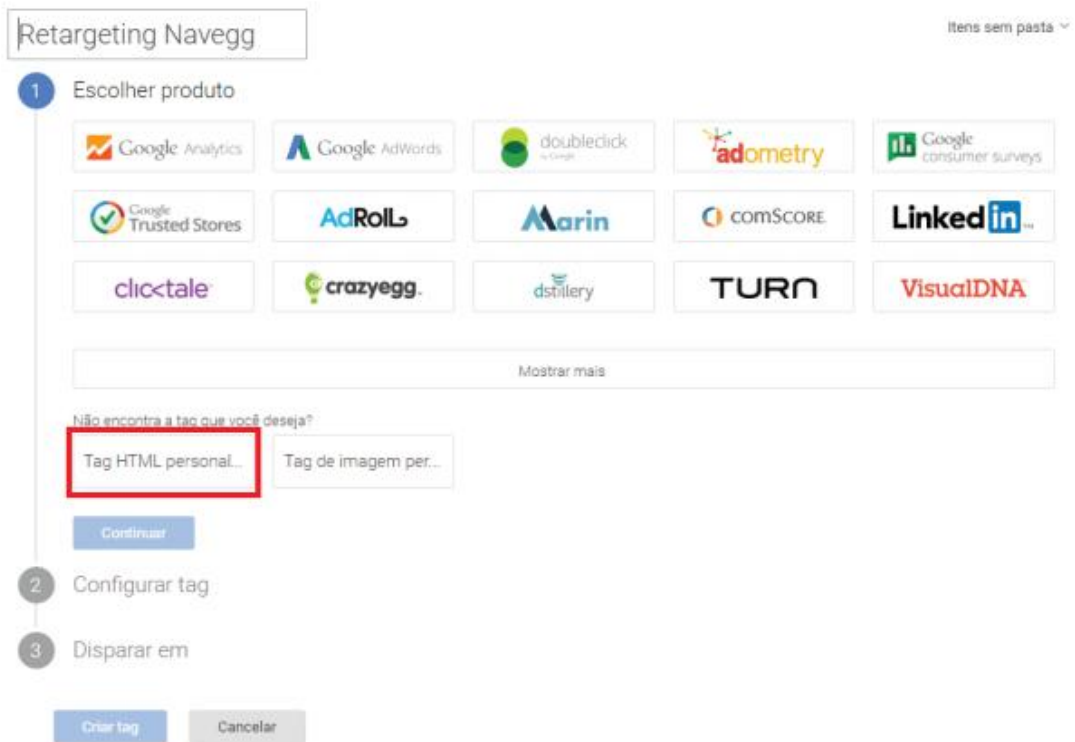 Retargeting Navegg
Itens sem pasta
1 Escolher produto
Google Analytics
Google AdWords
doubleclick
by Google
adometry
Google
consumer surveys
Google
Trusted Stores
AdRoll
Marin
comSCORE
Linked in
clicktale
crazyegg
dstillery
TURN
VisualDNA
Mostrar mais
Não encontra a tag que você deseja?
Tag HTML personal...
Tag de imagem per...
Continuar
2 Configurar tag
3 Disparar em
Criar tag
Cancelar